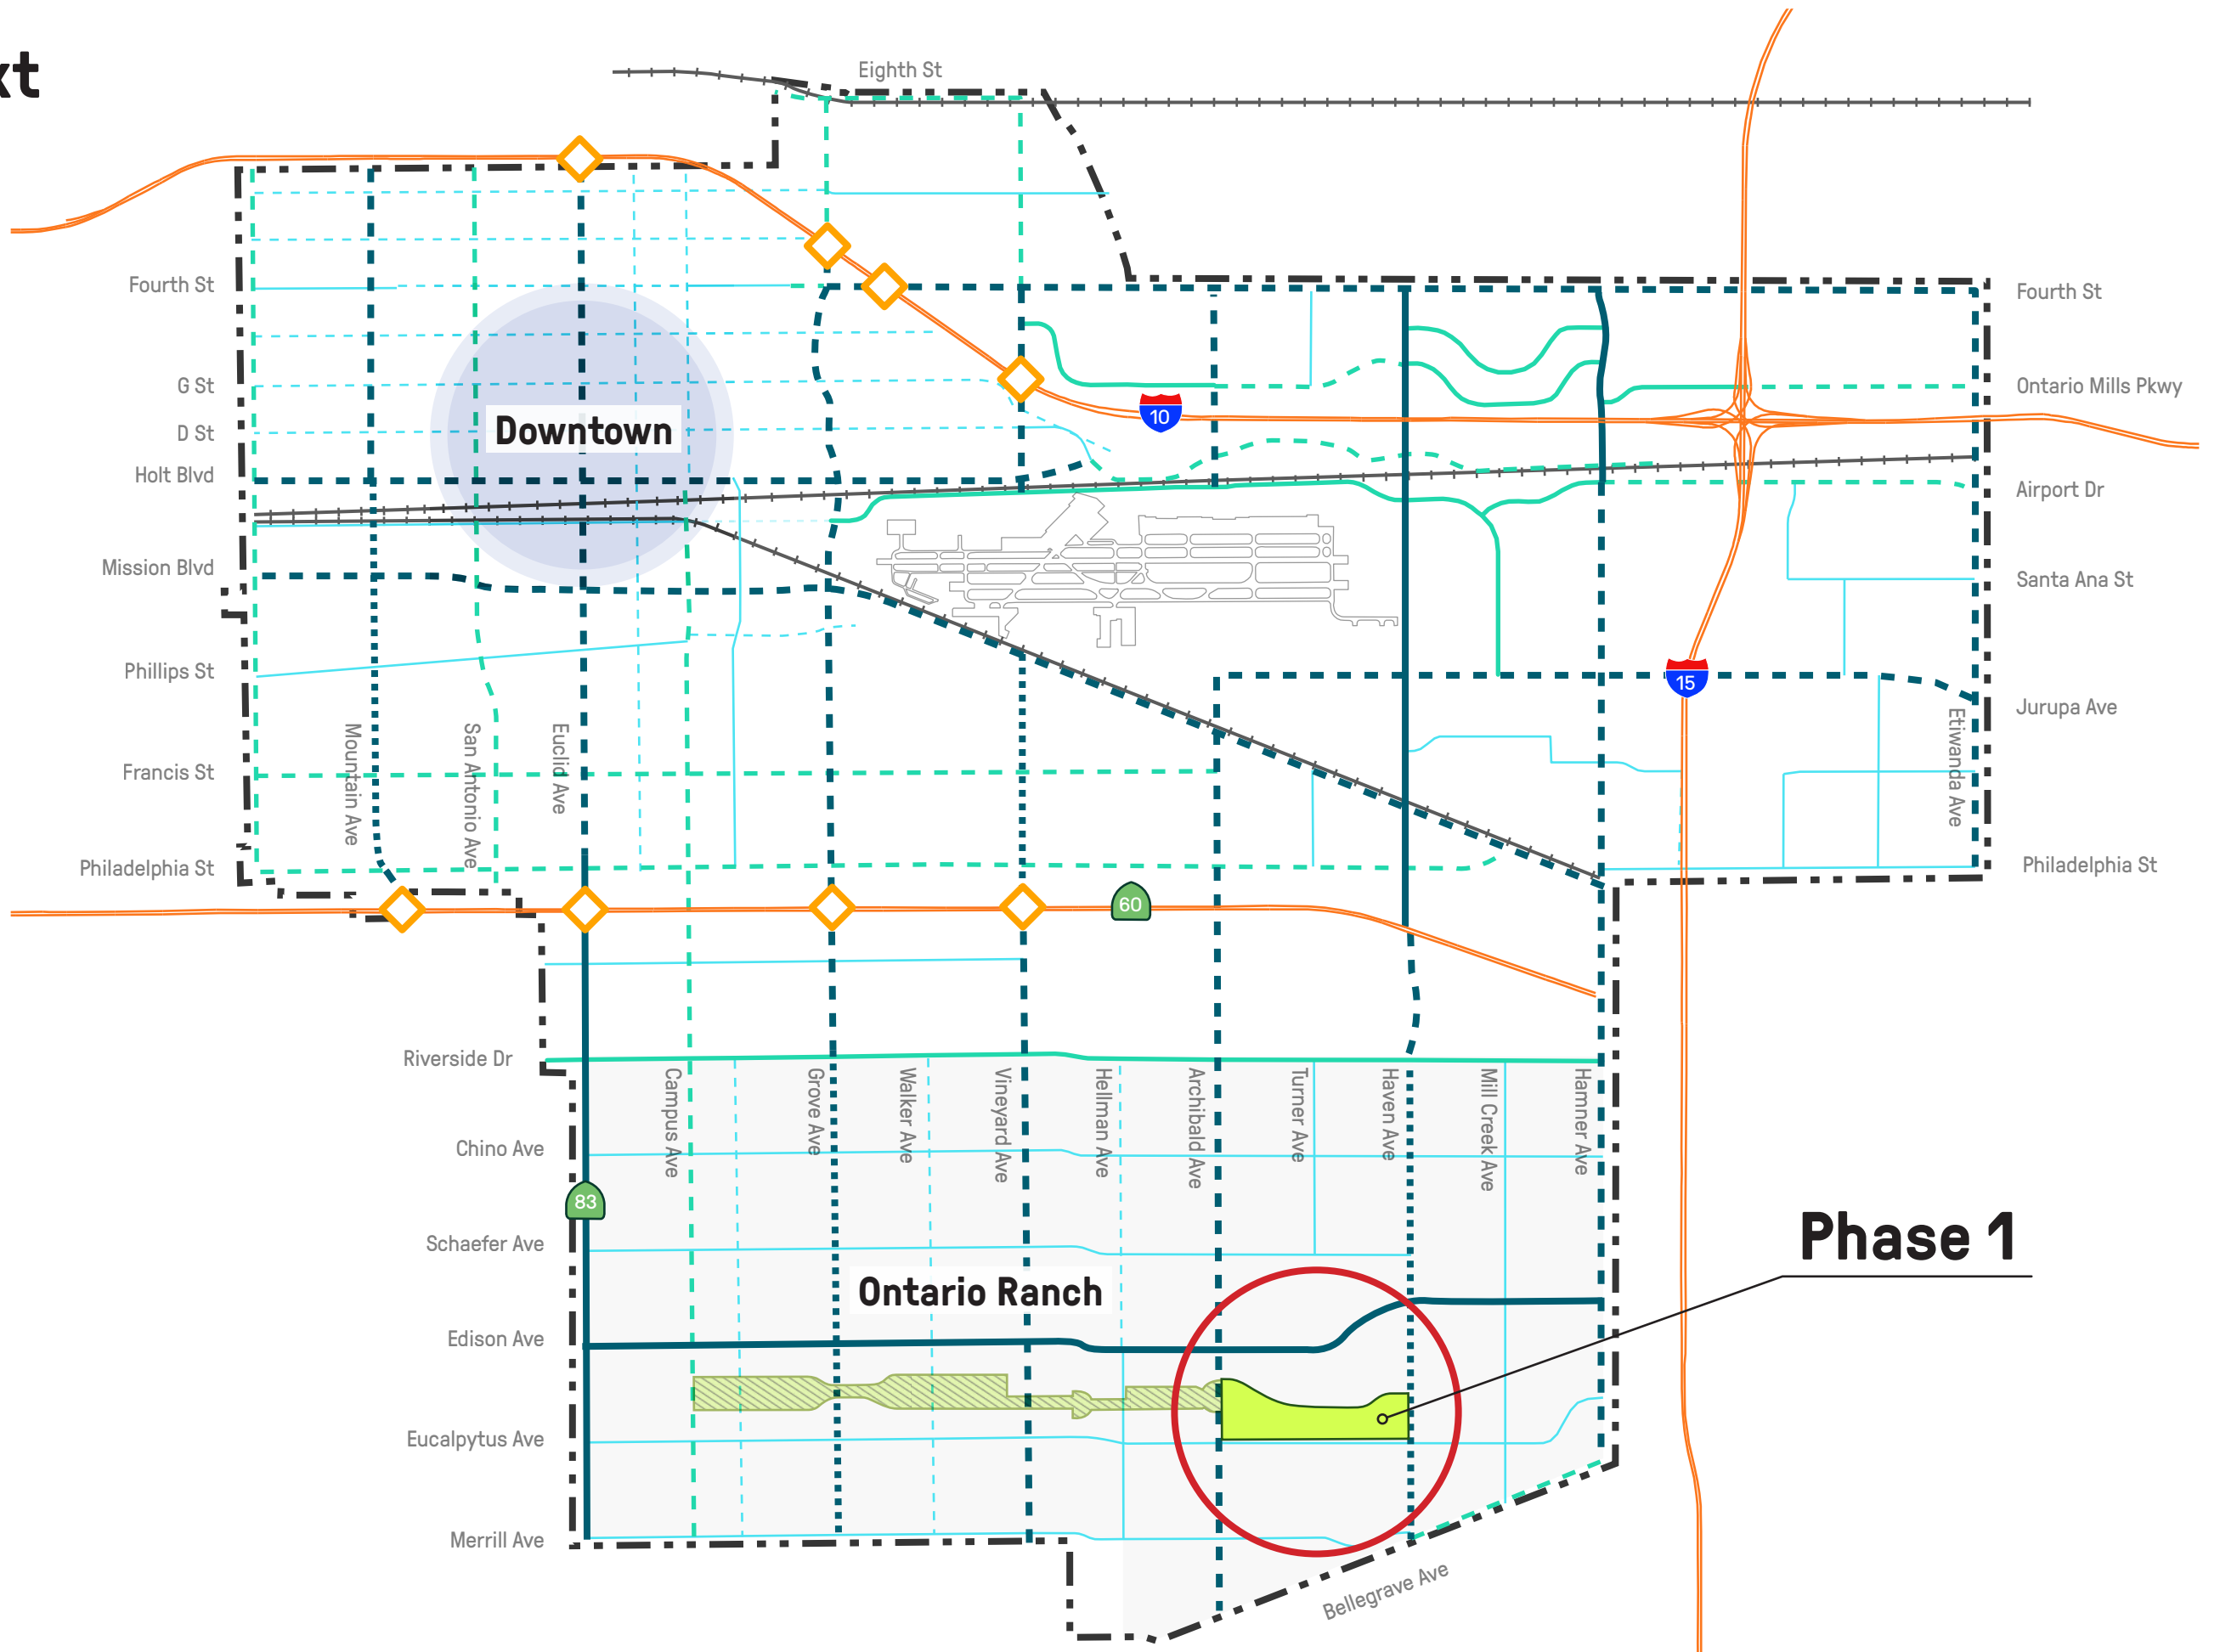 xt
Eighth St
Fourth St
Fourth St
G St
Ontario Mills Pkwy
10
Downtown
D St
Holt Blvd
Airport Dr
Mission Blvd
Santa Ana St
Phillips St
15
Jurupa Ave
Mountain Ave
San Antonio Ave
Euclid Ave
Etiwanda Ave
Francis St
Philadelphia St
Philadelphia St
60
Riverside Dr
Campus Ave
Grove Ave
Walker Ave
Vineyard Ave
Hellman Ave
Archibald Ave
Turner Ave
Haven Ave
Mill Creek Ave
Hamner Ave
Chino Ave
83
Schaefer Ave
Phase 1
Ontario Ranch
Edison Ave
Eucalpytus Ave
Merrill Ave
Bellegrave Ave